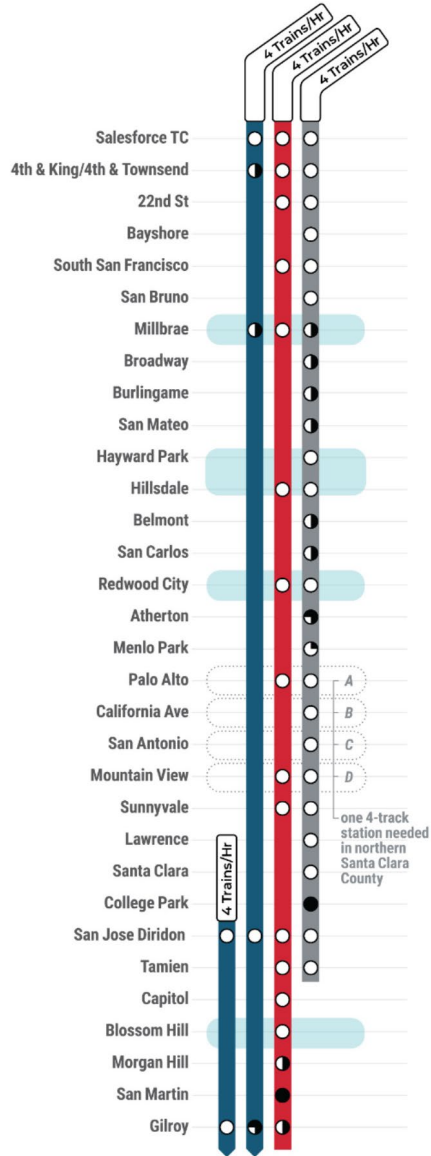 4 Trains/Hr
4 Trains/Hr
4 Trains/Hr
Salesforce TC
4th & King/4th & Townsend
22nd St
Bayshore
South San Francisco
San Bruno
Millbrae
Broadway
Burlingame
San Mateo
Hayward Park
Hillsdale
Belmont
San Carlos
Redwood City
Atherton
Menlo Park
Palo Alto
A
California Ave
B
San Antonio
C
Mountain View
D
Sunnyvale
one 4-track
station needed
in northern
Santa Clara
County
Lawrence
Santa Clara
4 Trains/Hr
College Park
San Jose Diridon
Tamien
Capitol
Blossom Hill
Morgan Hill
San Martin
Gilroy